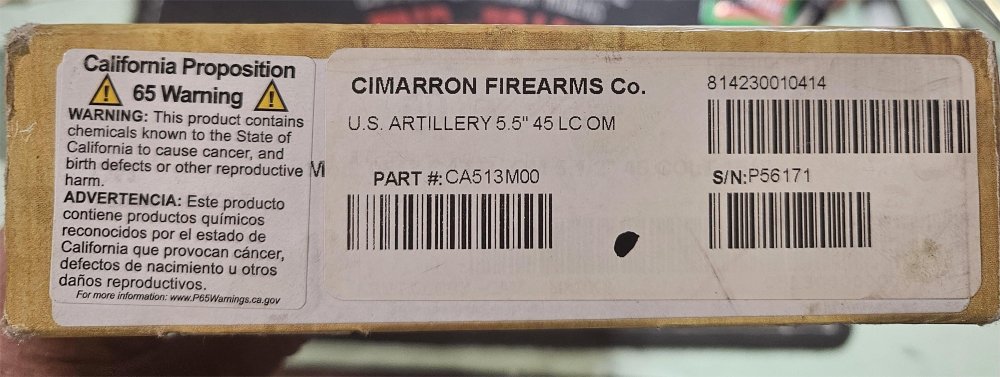 California Proposition
65 Warning
WARNING: This product contains
chemicals known to the State of
California to cause cancer, and
birth defects or other reproductive
harm.
ADVERTENCIA: Este producto
contiene productos químicos
reconocidos por el estado de
California que provocan cáncer,
defectos de nacimiento u otros
daños reproductivos.
For more information: www.P65Warnings.ca.gov
M
CIMARRON FIREARMS Co.
U.S. ARTILLERY 5.5" 45 LC OM
PART #:CA513M00
814230010414
S/N:P56171